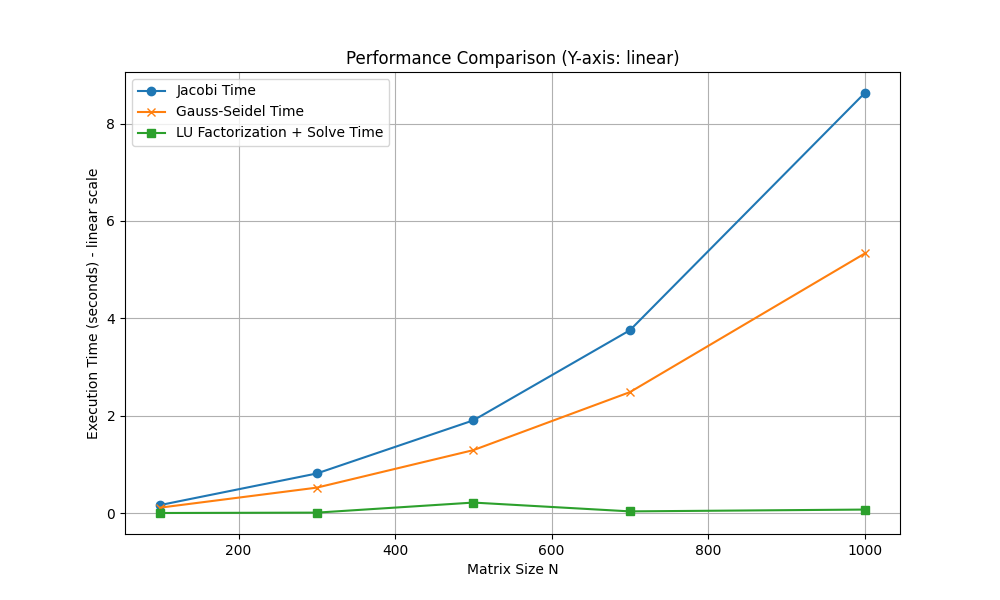 Performance Comparison (Y-axis: linear)
Jacobi Time
Gauss-Seidel Time
LU Factorization + Solve Time
Execution Time (seconds) - linear scale
8
6
4
2
0
200
400
600
800
1000
Matrix Size N